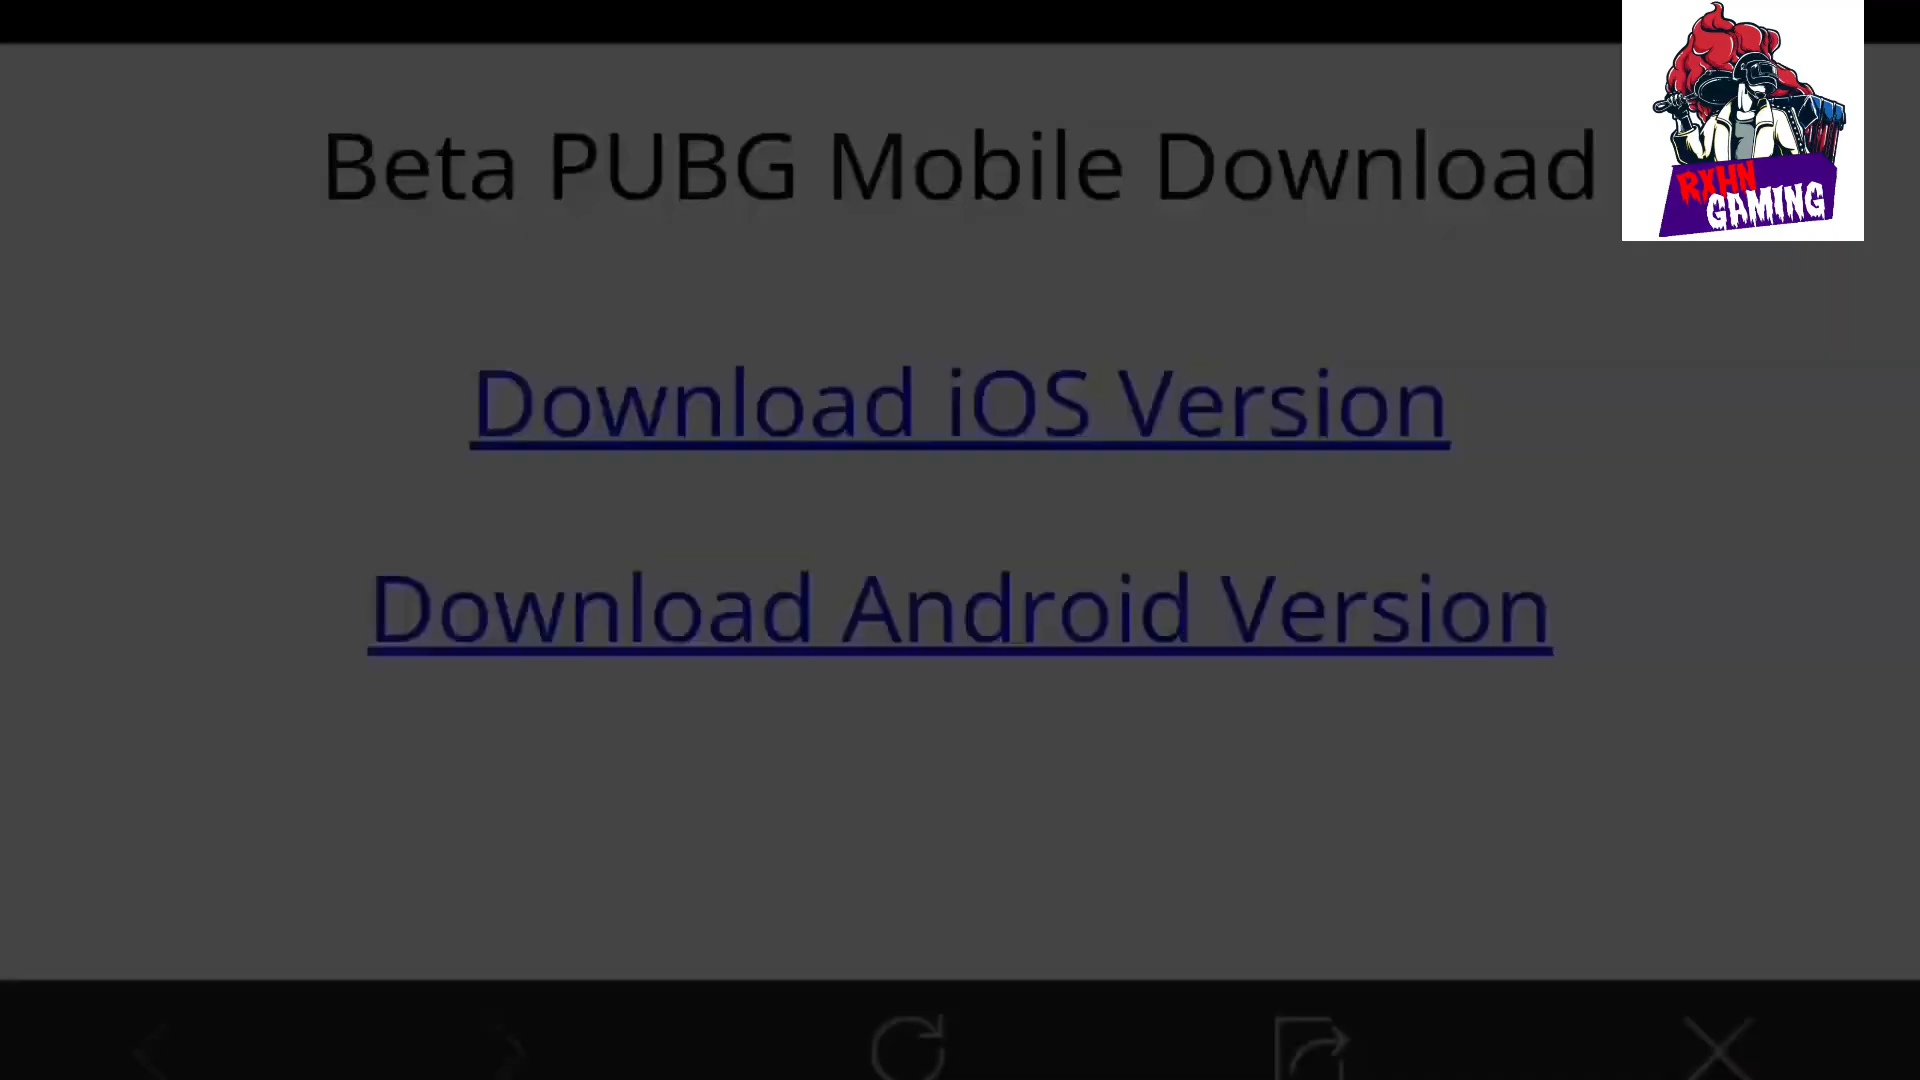 Beta PUBG Mobile Download
RXHN
GAMING
Download iOS Version
Download Android Version